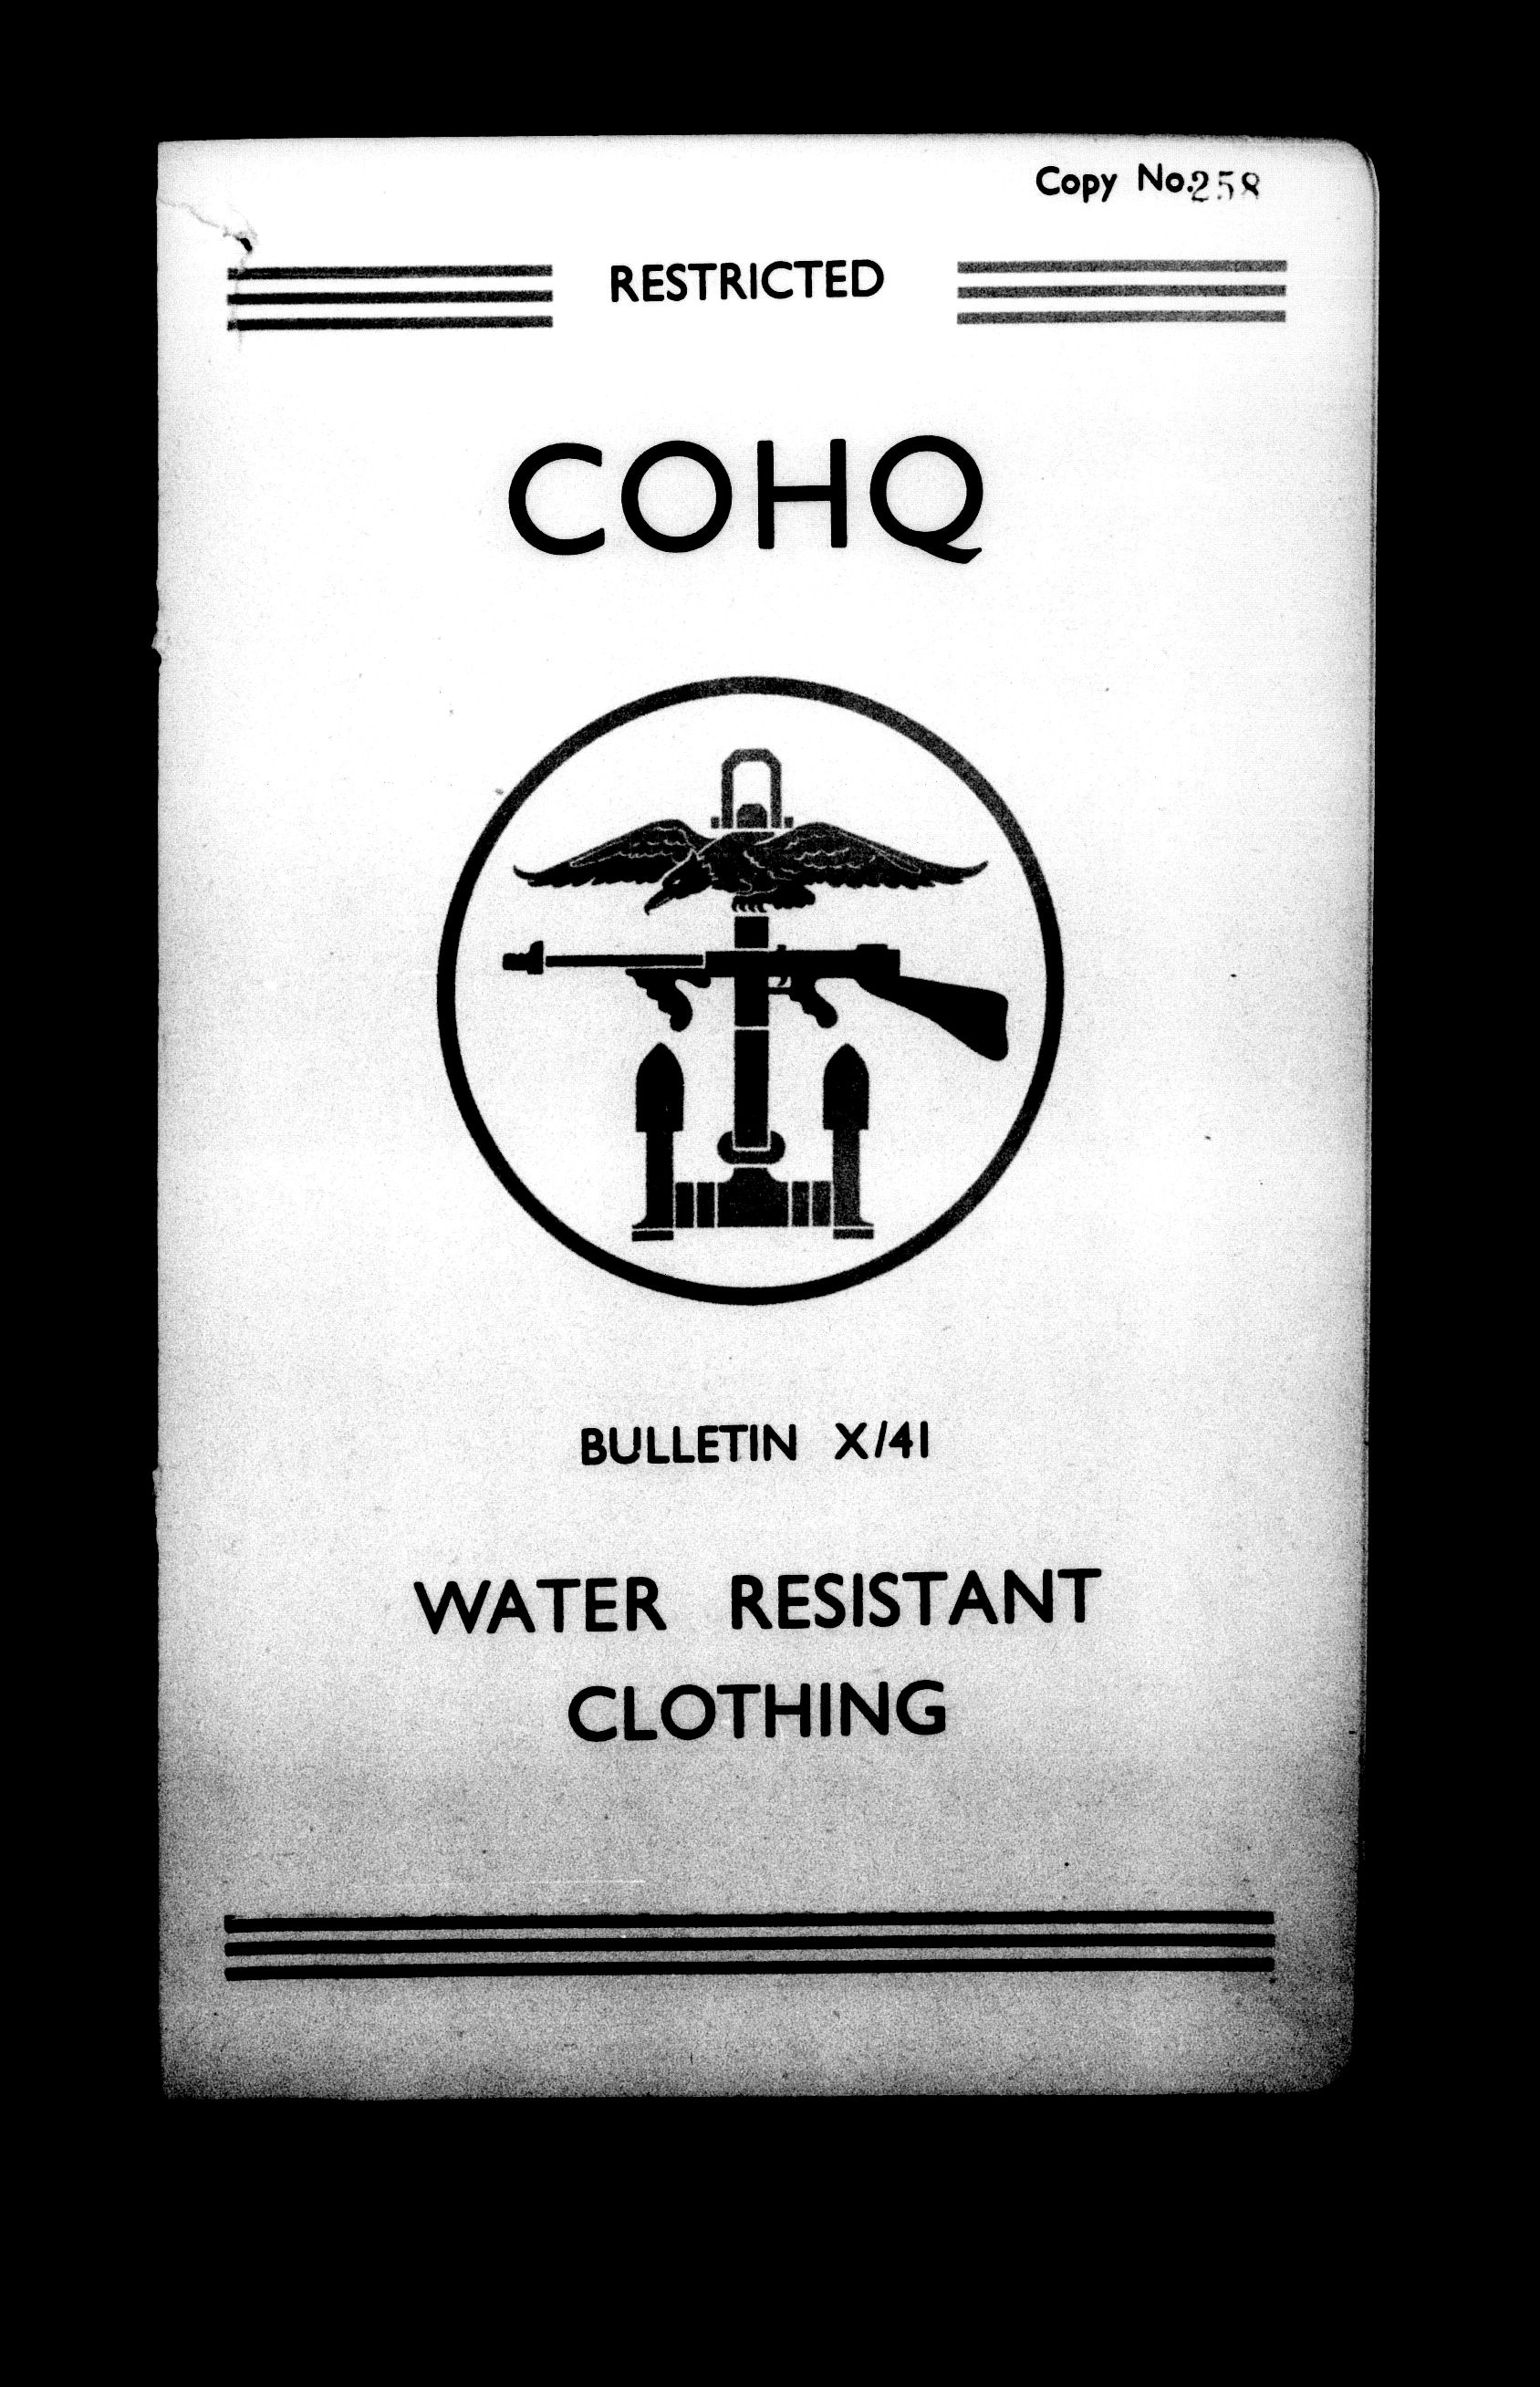 Copy No.258
RESTRICTED
COHQ
BULLETIN X/41
WATER RESISTANT
CLOTHING